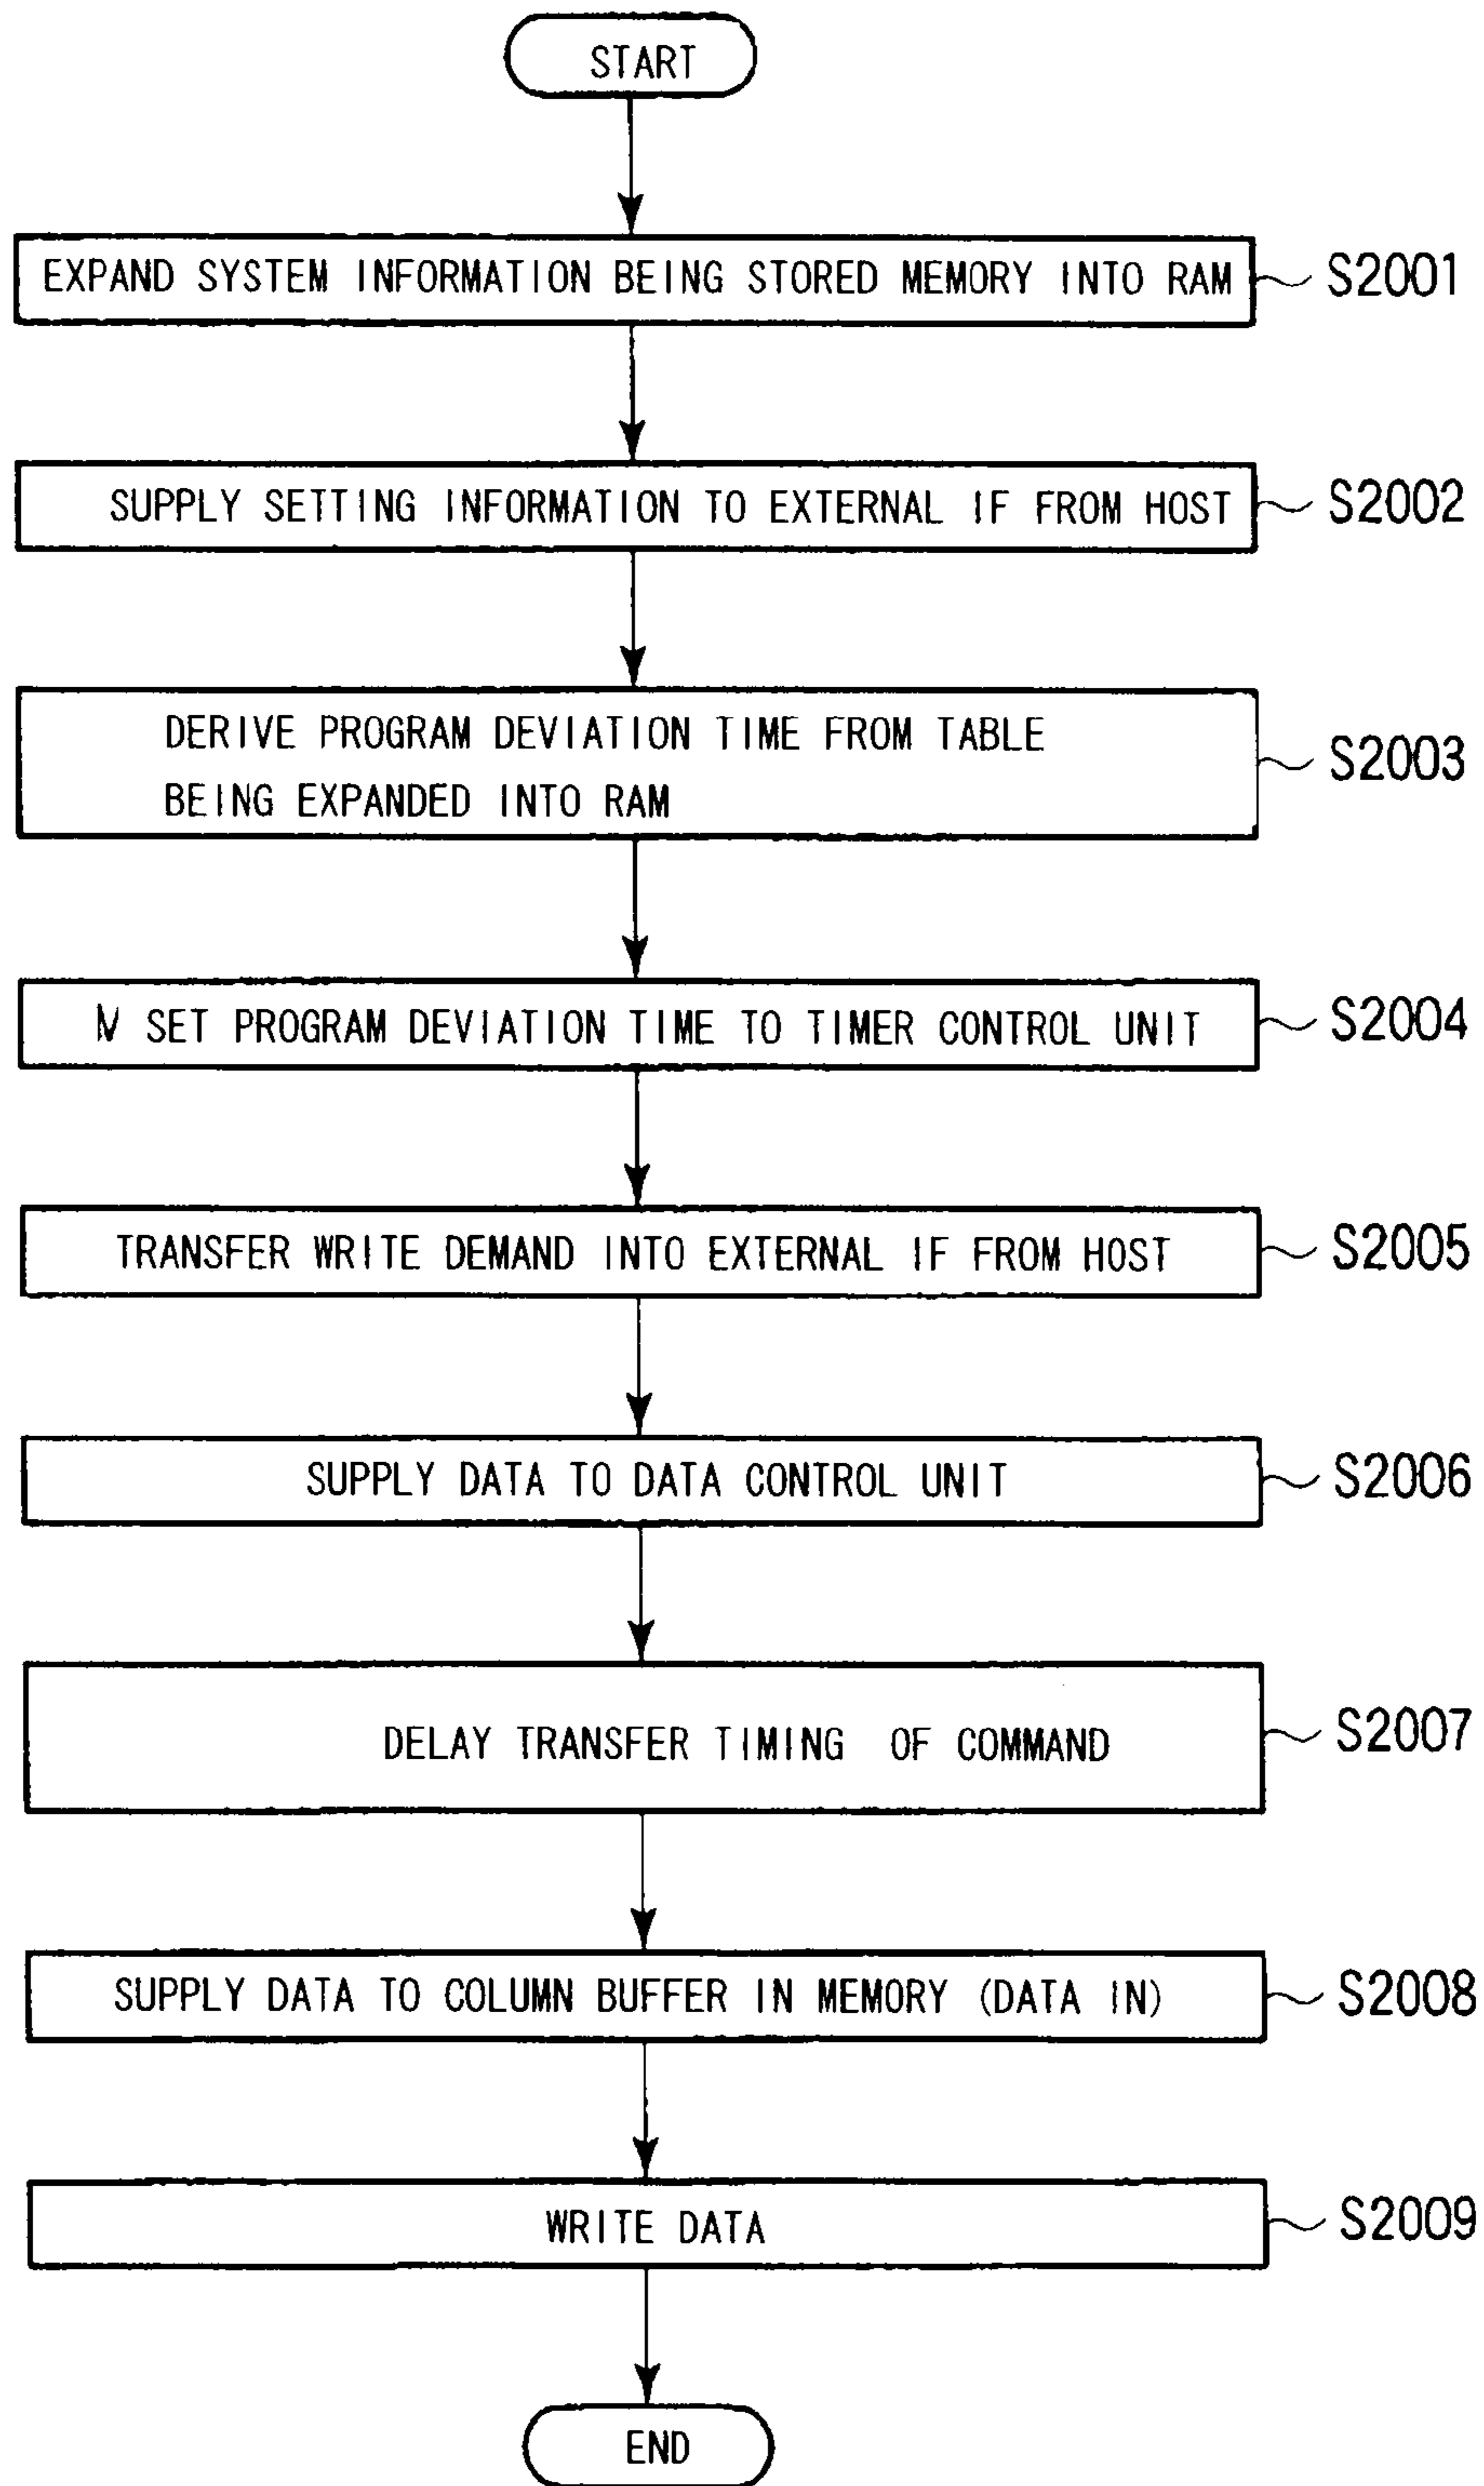 START
EXPAND SYSTEM INFORMATION BEING STORED MEMORY INTO RAM S2001
SUPPLY SETTING INFORMATION TO EXTERNAL IF FROM HOST S2002
DERIVE PROGRAM DEVIATION TIME FROM TABLE
BEING EXPANDED INTO RAM
S2003
SET PROGRAM DEVIATION TIME TO TIMER CONTROL UNIT S2004
TRANSFER WRITE DEMAND INTO EXTERNAL IF FROM HOST S2005
SUPPLY DATA TO DATA CONTROL UNIT S2006
DELAY TRANSFER TIMING OF COMMAND S2007
SUPPLY DATA TO COLUMN BUFFER IN MEMORY (DATA IN) S2008
WRITE DATA S2009
END